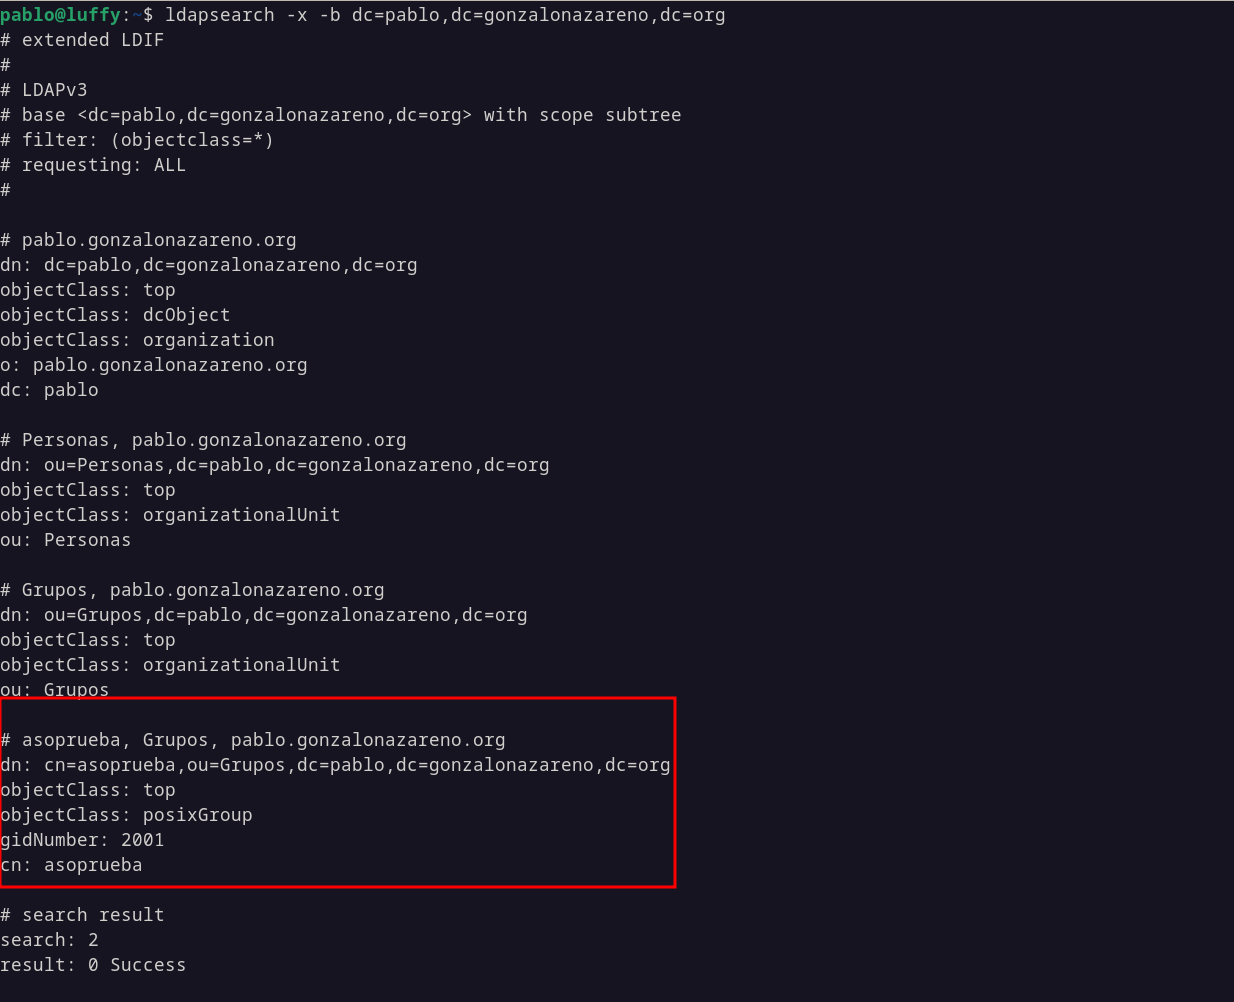 pablo@luffy:~$ ldapsearch -x -b dc=pablo,dc=gonzalonazareno,dc=org
# extended LDIF
#
# LDAPv3
# base <dc=pablo,dc=gonzalonazareno,dc=org> with scope subtree
# filter: (objectclass=*)
# requesting: ALL
#

# pablo.gonzalonazareno.org
dn: dc=pablo,dc=gonzalonazareno,dc=org
objectClass: top
objectClass: dcObject
objectClass: organization
o: pablo.gonzalonazareno.org
dc: pablo

# Personas, pablo.gonzalonazareno.org
dn: ou=Personas,dc=pablo,dc=gonzalonazareno,dc=org
objectClass: top
objectClass: organizationalUnit
ou: Personas

# Grupos, pablo.gonzalonazareno.org
dn: ou=Grupos,dc=pablo,dc=gonzalonazareno,dc=org
objectClass: top
objectClass: organizationalUnit
ou: Grupos

# asoprueba, Grupos, pablo.gonzalonazareno.org
dn: cn=asoprueba,ou=Grupos,dc=pablo,dc=gonzalonazareno,dc=org
objectClass: top
objectClass: posixGroup
gidNumber: 2001
cn: asoprueba

# search result
search: 2
result: 0 Success